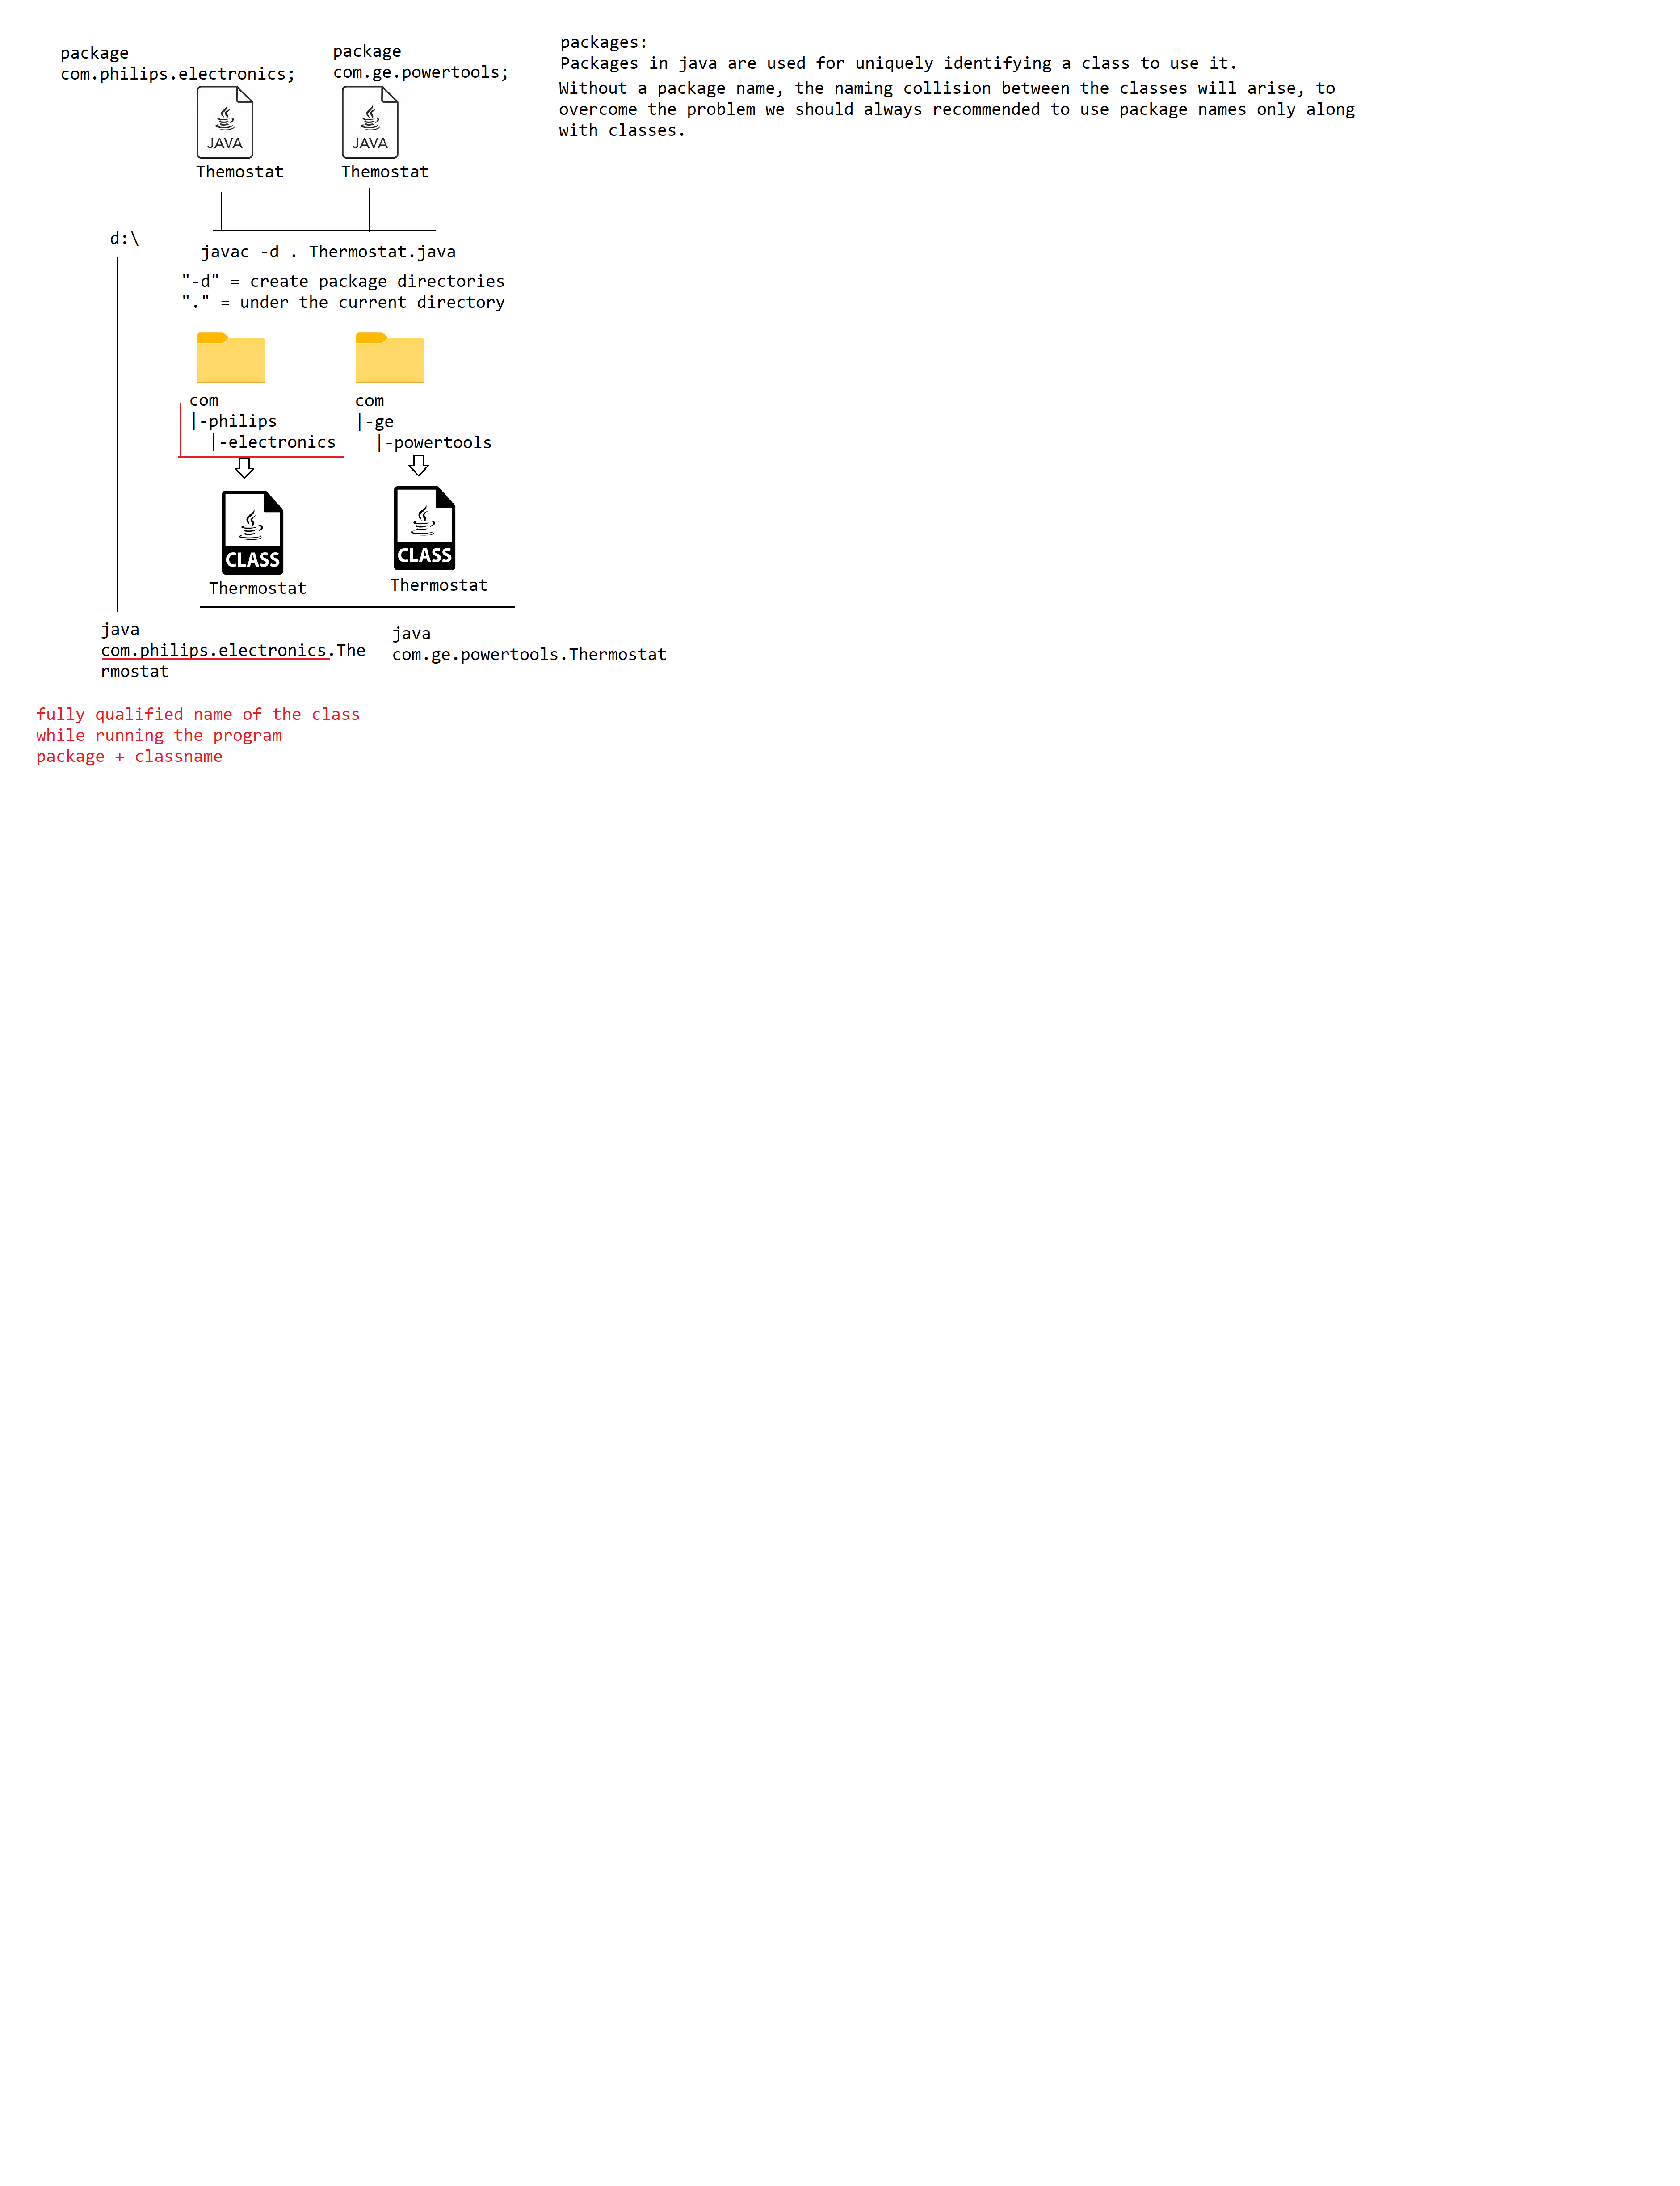 package
com.philips.electronics;
package
com.ge.powertools;
packages:
Packages in java are used for uniquely identifying a class to use it.
Without a package name, the naming collision between the classes will arise, to
overcome the problem we should always recommended to use package names only along
with classes.
JAVA
JAVA
Themostat
Themostat
d:\
javac -d . Thermostat.java
"-d" = create package directories
"." = under the current directory
com
|-philips
|-electronics
com
|-ge
|-powertools
CLASS
CLASS
Thermostat
Thermostat
java
com.philips.electronics.The
rmostat
java
com.ge.powertools.Thermostat
fully qualified name of the class
while running the program
package + classname